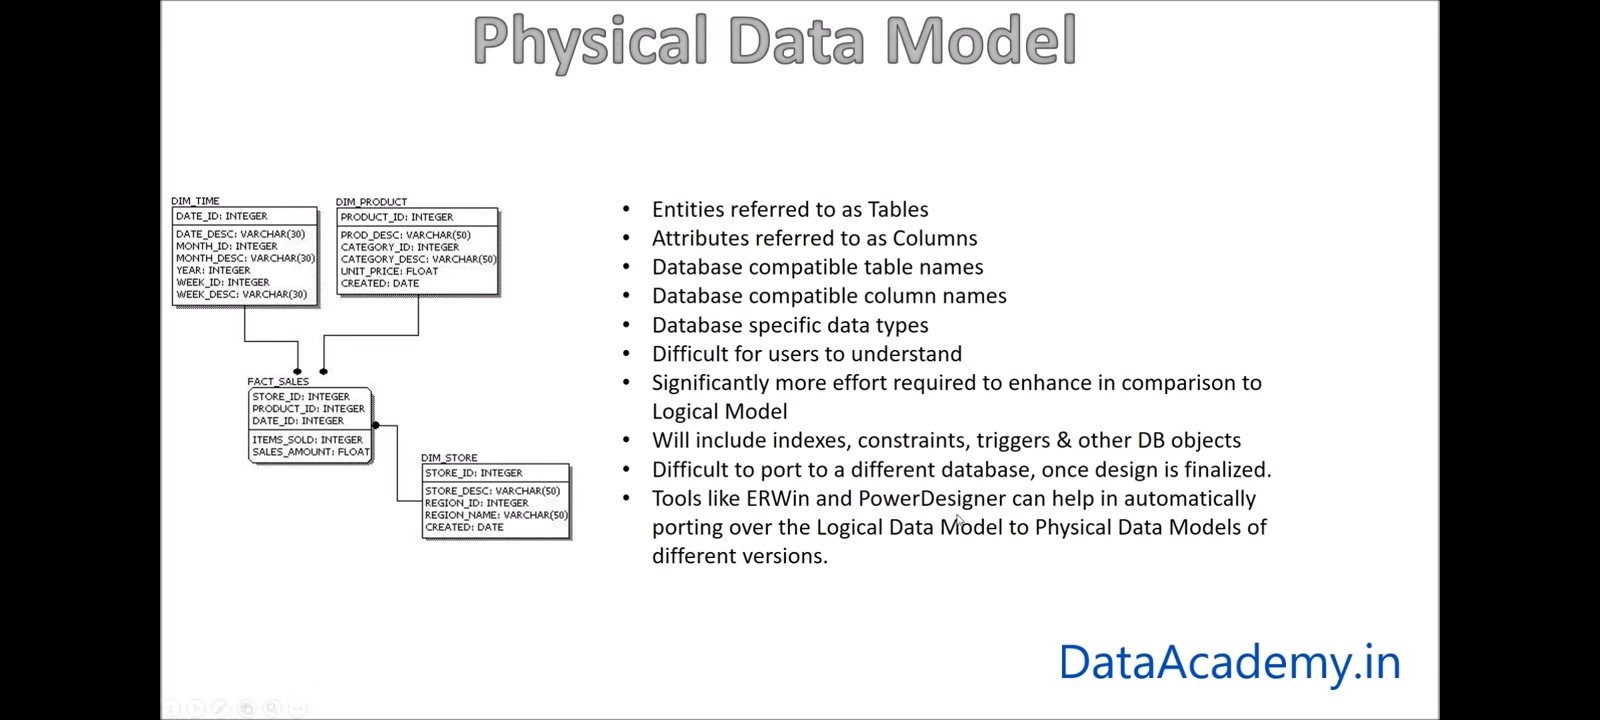 Physical Data Model
DIM_TIME
DATE_ID: INTEGER
DATE_DESC: VARCHAR(30)
MONTH_ID: INTEGER
MONTH_DESC: VARCHAR(30)
YEAR: INTEGER
WEEK_ID: INTEGER
WEEK_DESC: VARCHAR(30)
DIM_PRODUCT
PRODUCT_ID: INTEGER
PROD_DESC: VARCHAR(50)
CATEGORY_ID: INTEGER
CATEGORY_DESC: VARCHAR(50)
UNIT_PRICE: FLOAT
CREATED: DATE
FACT_SALES
STORE_ID: INTEGER
PRODUCT_ID: INTEGER
DATE_ID: INTEGER
ITEMS_SOLD: INTEGER
SALES_AMOUNT: FLOAT
DIM_STORE
STORE_ID: INTEGER
STORE_DESC: VARCHAR(50)
REGION_ID: INTEGER
REGION_NAME: VARCHAR(50)
CREATED: DATE
• Entities referred to as Tables
• Attributes referred to as Columns
• Database compatible table names
• Database compatible column names
• Database specific data types
• Difficult for users to understand
• Significantly more effort required to enhance in comparison to
Logical Model
• Will include indexes, constraints, triggers & other DB objects
• Difficult to port to a different database, once design is finalized.
• Tools like ERWin and PowerDesigner can help in automatically
porting over the Logical Data Model to Physical Data Models of
different versions.
DataAcademy.in